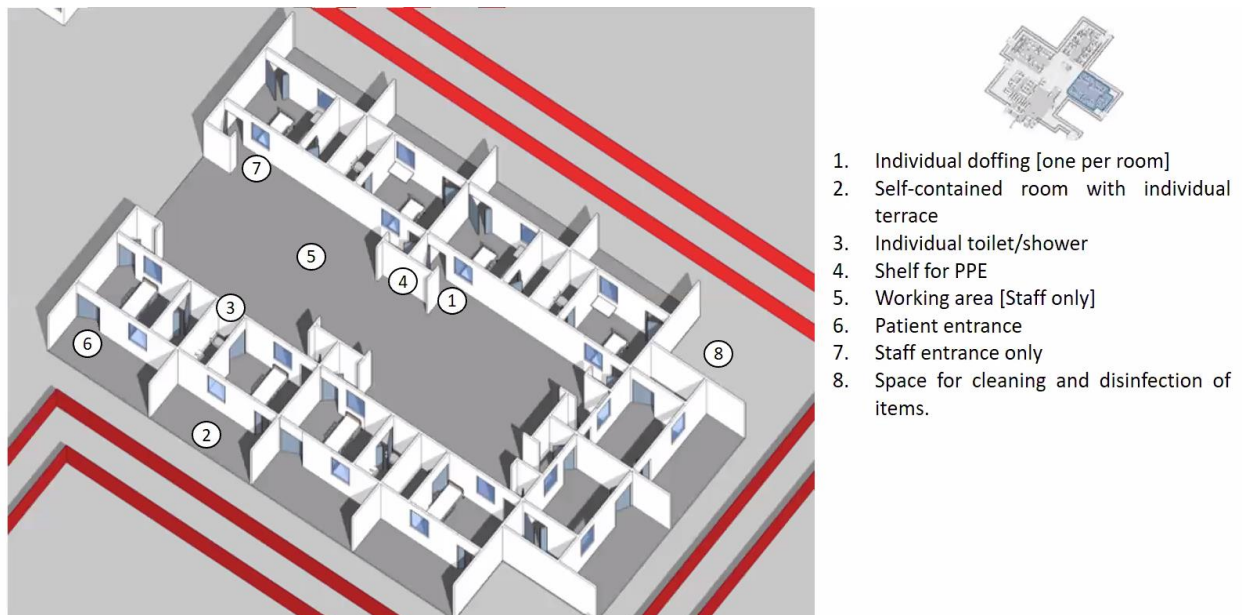 7
5
4
1
3
8
6
2
1. Individual doffing [one per room]
2. Self-contained room with individual
terrace
3. Individual toilet/shower
4. Shelf for PPE
5. Working area [Staff only]
6. Patient entrance
7. Staff entrance only
8. Space for cleaning and disinfection of
items.